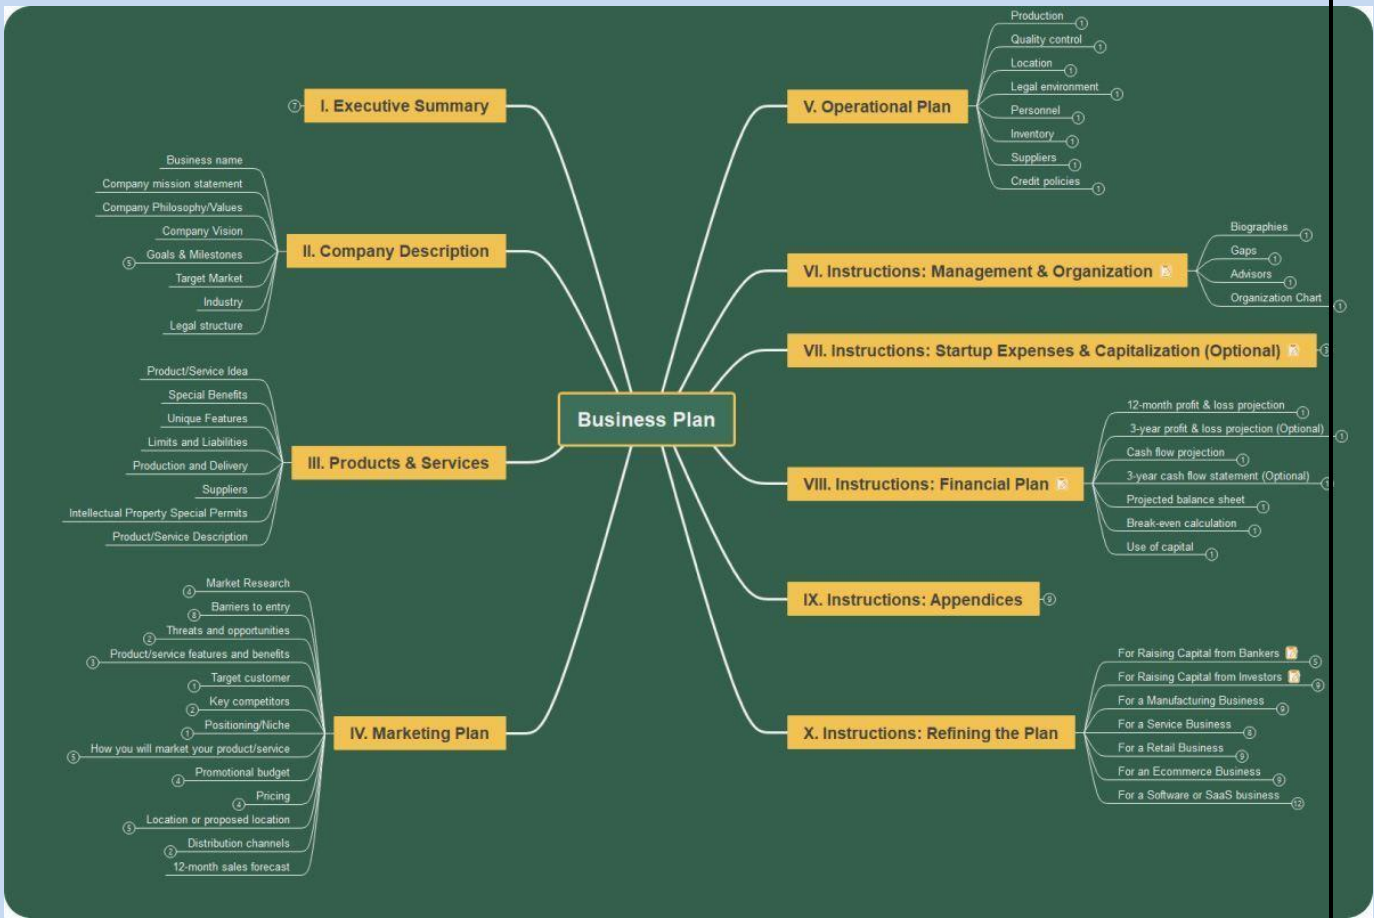 Business Plan
I. Executive Summary
7
II. Company Description
Business name
Company mission statement
Company Philosophy/Values
Company Vision
Goals & Milestones
5
Target Market
Industry
Legal structure
III. Products & Services
Product/Service Idea
Special Benefits
Unique Features
Limits and Liabilities
Production and Delivery
Suppliers
Intellectual Property Special Permits
Product/Service Description
IV. Marketing Plan
Market Research
4
Barriers to entry
8
Threats and opportunities
2
Product/service features and benefits
3
Target customer
1
Key competitors
2
Positioning/Niche
1
How you will market your product/service
5
Promotional budget
4
Pricing
4
Location or proposed location
5
Distribution channels
2
12-month sales forecast
V. Operational Plan
Production
1
Quality control
1
Location
1
Legal environment
1
Personnel
1
Inventory
1
Suppliers
1
Credit policies
1
VI. Instructions: Management & Organization
Biographies
1
Gaps
1
Advisors
1
Organization Chart
1
VII. Instructions: Startup Expenses & Capitalization (Optional)
VIII. Instructions: Financial Plan
12-month profit & loss projection
1
3-year profit & loss projection (Optional)
1
Cash flow projection
1
3-year cash flow statement (Optional)
1
Projected balance sheet
1
Break-even calculation
1
Use of capital
1
IX. Instructions: Appendices
9
X. Instructions: Refining the Plan
For Raising Capital from Bankers
5
For Raising Capital from Investors
9
For a Manufacturing Business
9
For a Service Business
8
For a Retail Business
9
For an Ecommerce Business
9
For a Software or SaaS business
12